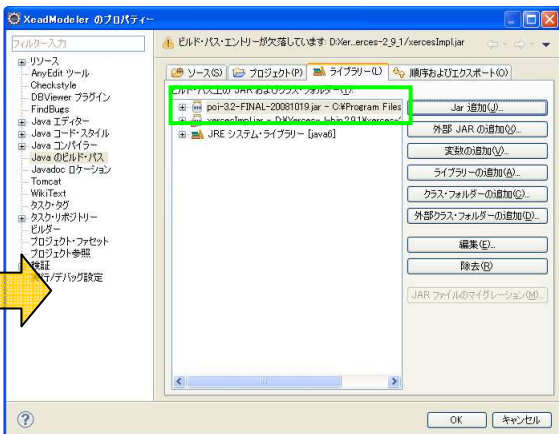 XeadModeler のプロパティー
フィルター入力
リソース
AnyEdit ツール
Checkstyle
DBViewer プラグイン
FindBugs
Java エディター
Java コード・スタイル
Java コンパイラー
Java のビルド・パス
Javadoc ロケーション
Tomcat
WikiText
タスク・タグ
タスク・リポジトリー
ビルダー
プロジェクト・ファセット
プロジェクト参照
検証
実行/デバッグ設定
ビルド・パス・エントリーが欠落しています: D:Xer...erces-2_9_1/xercesImpl.jar
ソース(S)
プロジェクト(P)
ライブラリー(L)
順序およびエクスポート(O)
ビルド・パス上の JAR およびクラス・フォルダー(T):
poi-3.2-FINAL-20081019.jar - C:¥Program Files
JRE システム・ライブラリー [java6]
Jar 追加(J)...
外部 JAR の追加(X)...
変数の追加(V)...
ライブラリーの追加(A)...
クラス・フォルダーの追加(C)...
外部クラス・フォルダーの追加(D)...
編集(E)...
除去(R)
JAR ファイルのマイグレーション(M)...
OK
キャンセル